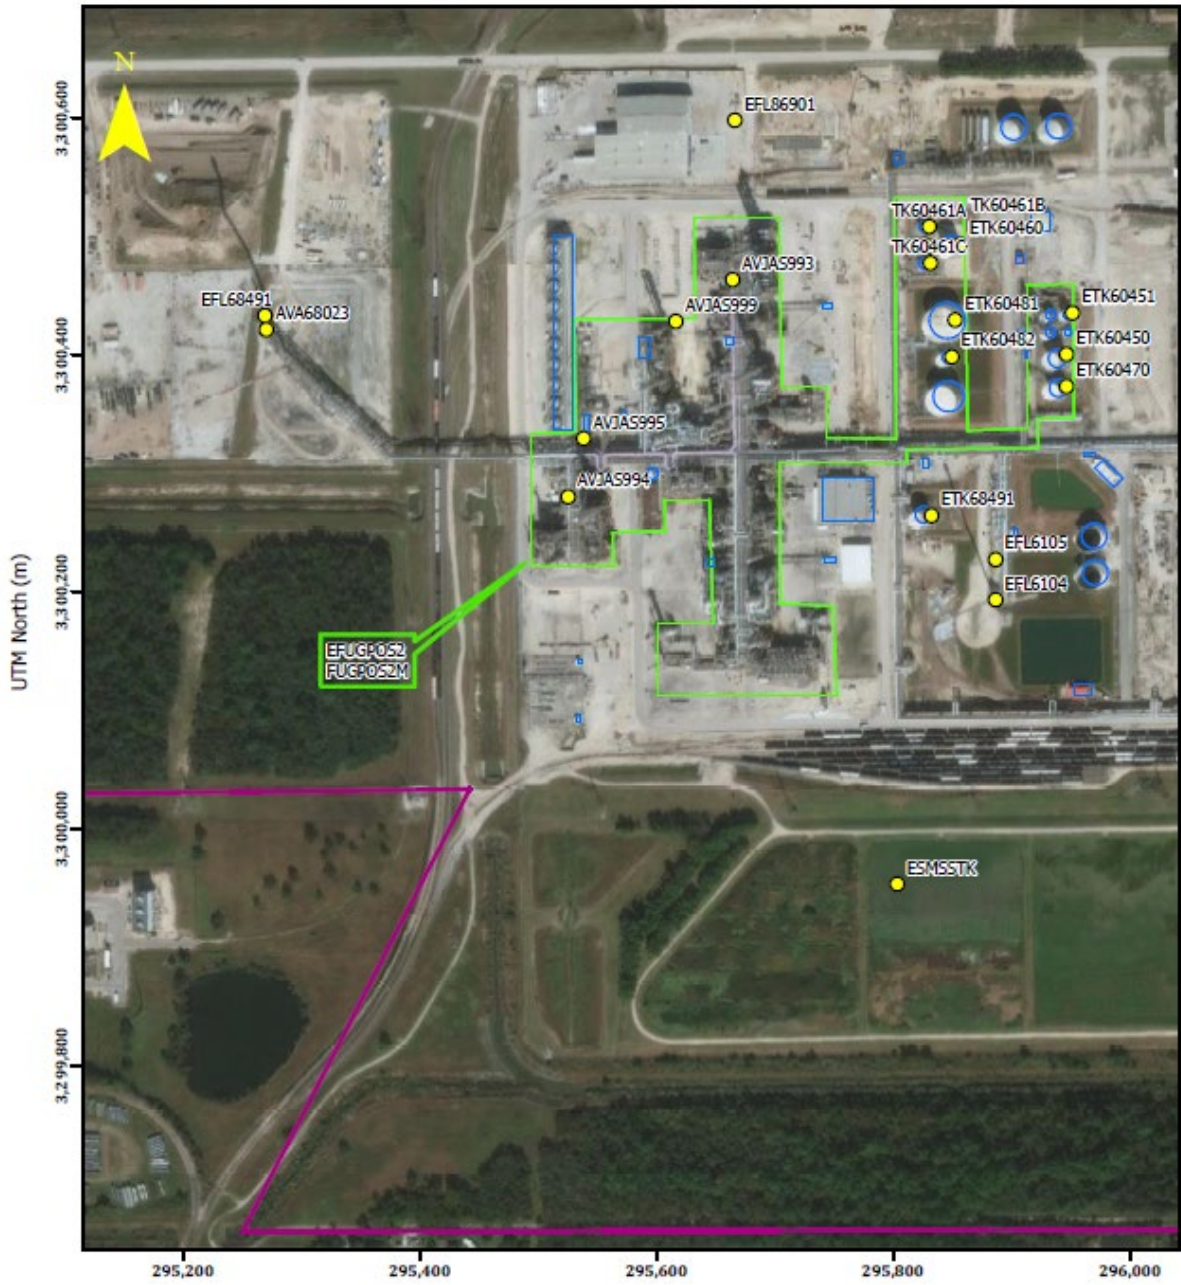 N
EFL86901
TK60461A
TK60461B
ETK60460
TK60461C
AVJAS993
EFL68491
AVA68023
AVJAS999
ETK60481
ETK60451
ETK60482
ETK60450
ETK60470
AVJAS995
AVJAS994
ETK68491
EFL6105
EFL6104
EFUGPOS2
FUGPOS2M
ESMSSTK
UTM North (m)
3,300,600
3,300,400
3,300,200
3,300,000
3,299,800
295,200
295,400
295,600
295,800
296,000